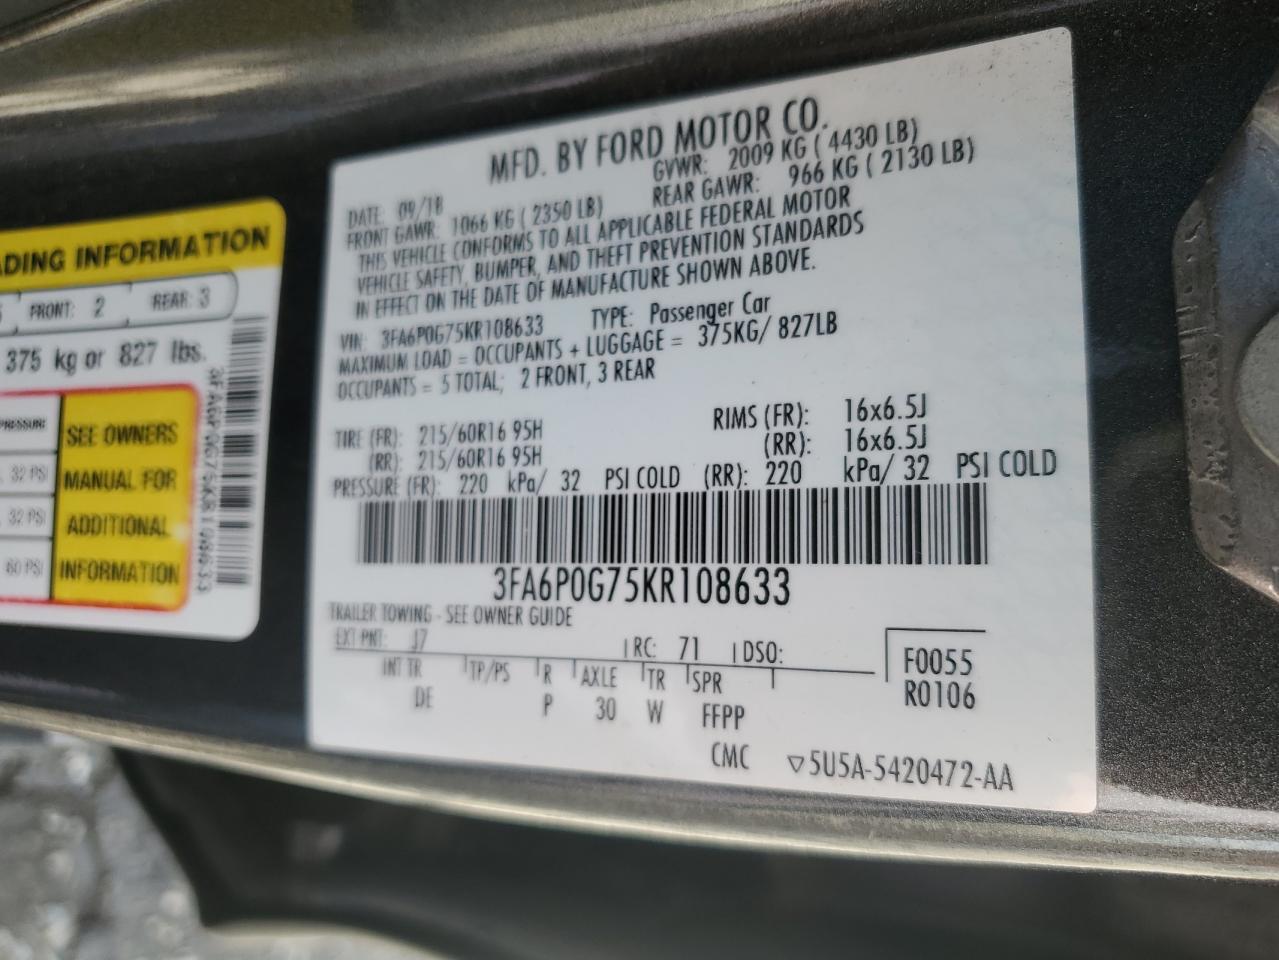 MFD. BY FORD MOTOR CO.
DATE: 09/18 GVWR: 2009 KG ( 4430 LB)
FRONT GAWR: 1066 KG ( 2350 LB) REAR GAWR: 966 KG ( 2130 LB)
THIS VEHICLE CONFORMS TO ALL APPLICABLE FEDERAL MOTOR
VEHICLE SAFETY, BUMPER, AND THEFT PREVENTION STANDARDS
IN EFFECT ON THE DATE OF MANUFACTURE SHOWN ABOVE.
VIN: 3FA6P0G75KR108633 TYPE: Passenger Car
MAXIMUM LOAD = OCCUPANTS + LUGGAGE = 375KG/ 827LB
OCCUPANTS = 5 TOTAL; 2 FRONT, 3 REAR
TIRE (FR): 215/60R16 95H RIMS (FR): 16x6.5J
(RR): 215/60R16 95H (RR): 16x6.5J
PRESSURE (FR): 220 kPa/ 32 PSI COLD (RR): 220 kPa/ 32 PSI COLD
3FA6P0G75KR108633
TRAILER TOWING - SEE OWNER GUIDE
EXT PNT: J7 RC: 71 DSO:
INT TR TP/PS R AXLE TR SPR
DE P 30 W FFPP
F0055
R0106
CMC ▽5U5A-5420472-AA
ADING INFORMATION
5 FRONT: 2 REAR: 3
375 kg or 827 lbs.
PRESSURE
32 PSI
32 PSI
60 PSI
SEE OWNERS
MANUAL FOR
ADDITIONAL
INFORMATION
3FA6P0G75KR108633